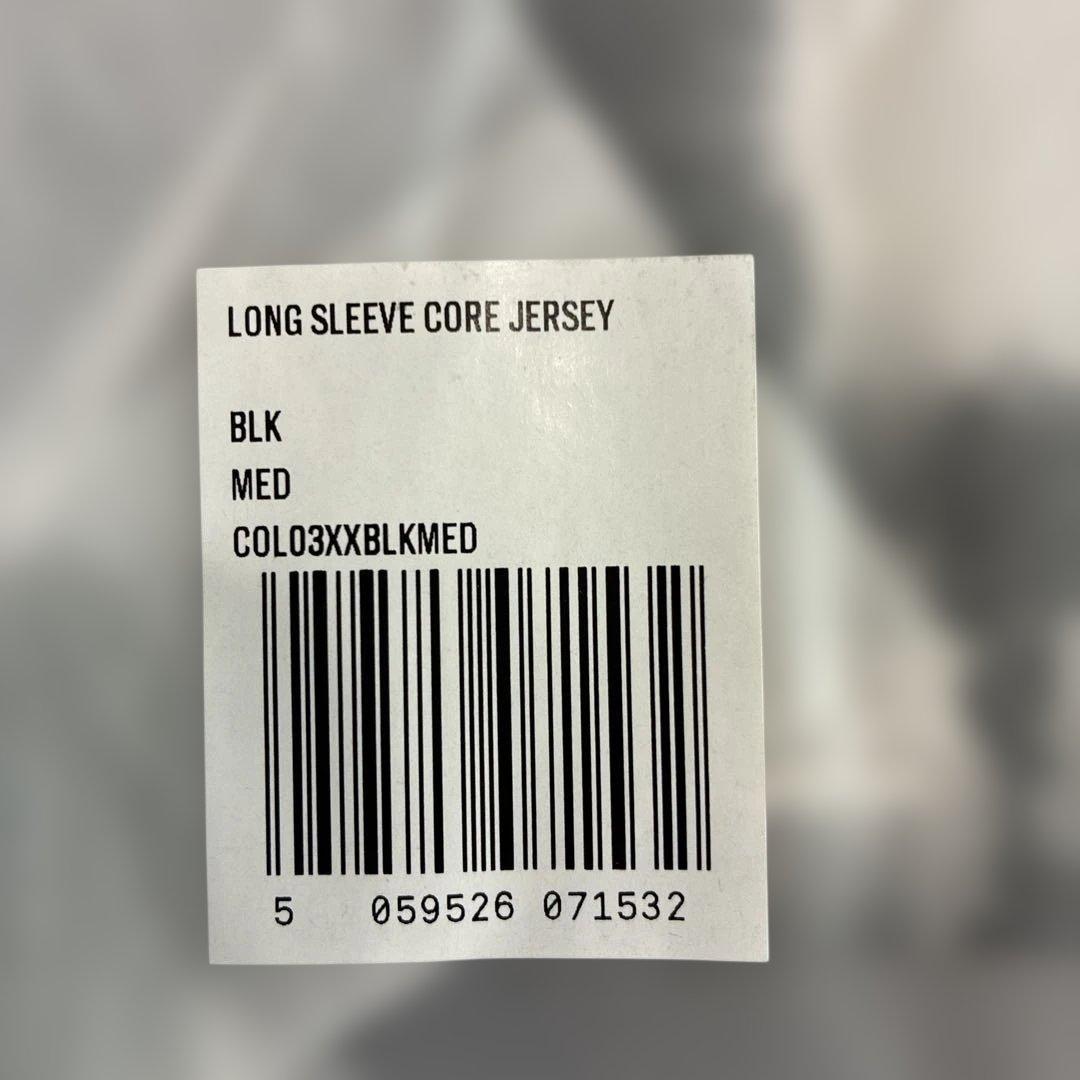 LONG SLEEVE CORE JERSEY
BLK
MED
COL03XXBLKMED
5 059526 071532